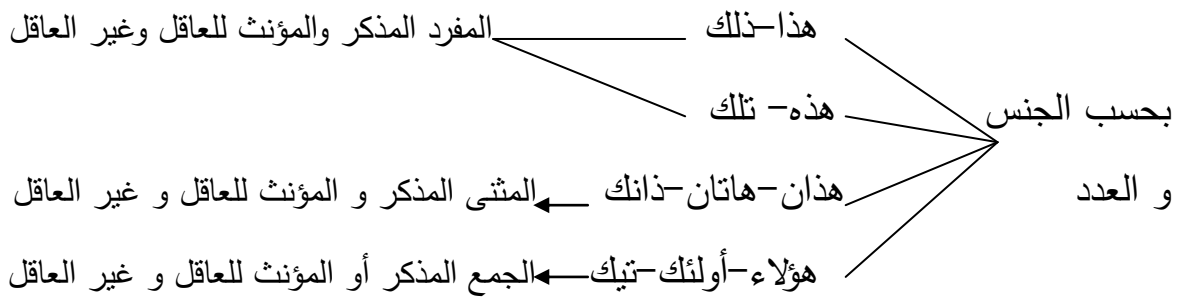 هذا–ذلك المفرد المذكر والمؤنث للعاقل وغير العاقل
بحسب الجنس هذه– تلك
و العدد هذان–هاتان–ذانك المثنى المذكر و المؤنث للعاقل و غير العاقل
هؤلاء–أولئك–تيك الجمع المذكر أو المؤنث للعاقل و غير العاقل